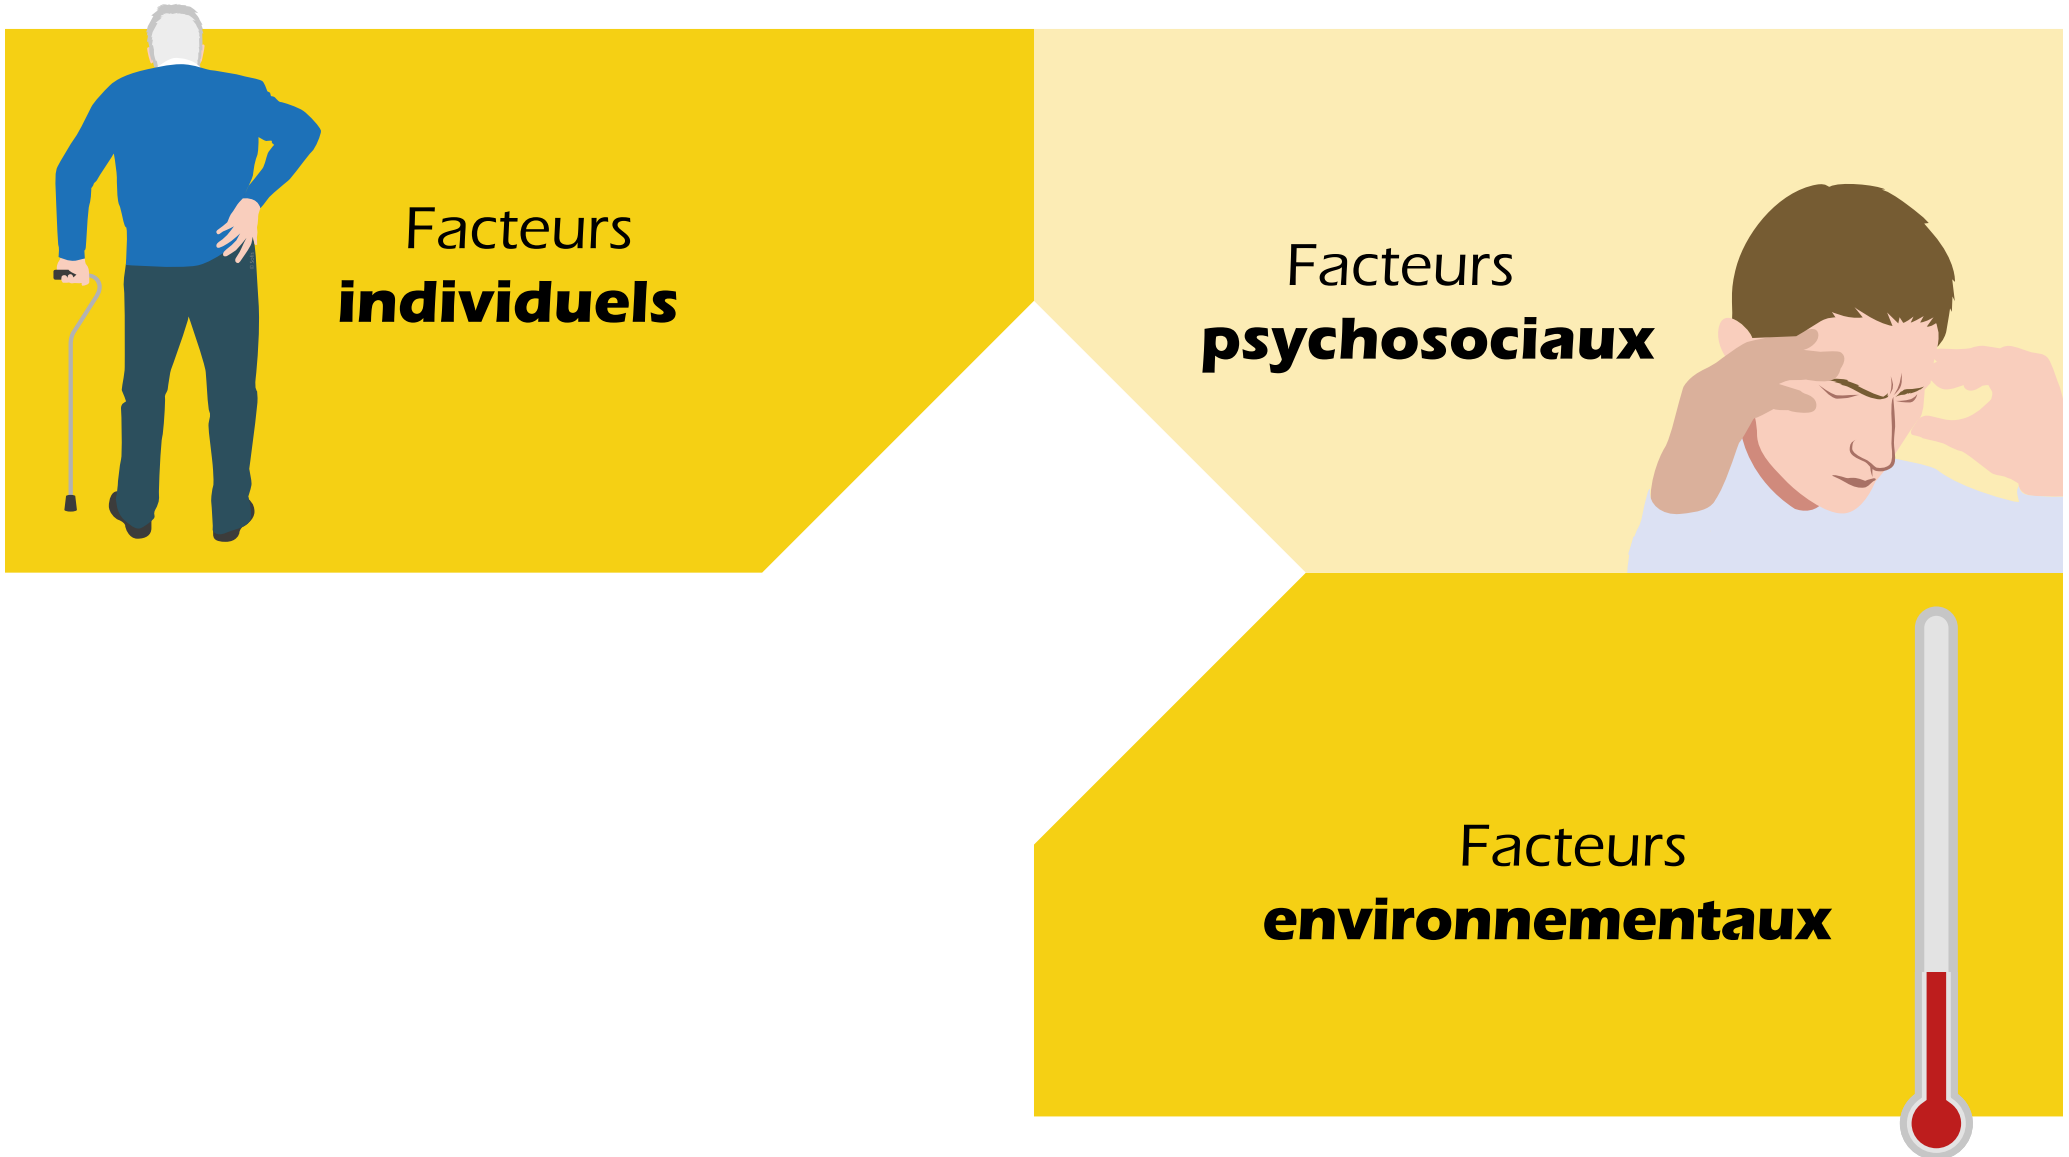 Facteurs
individuels
Facteurs
psychosociaux
Facteurs
environnementaux